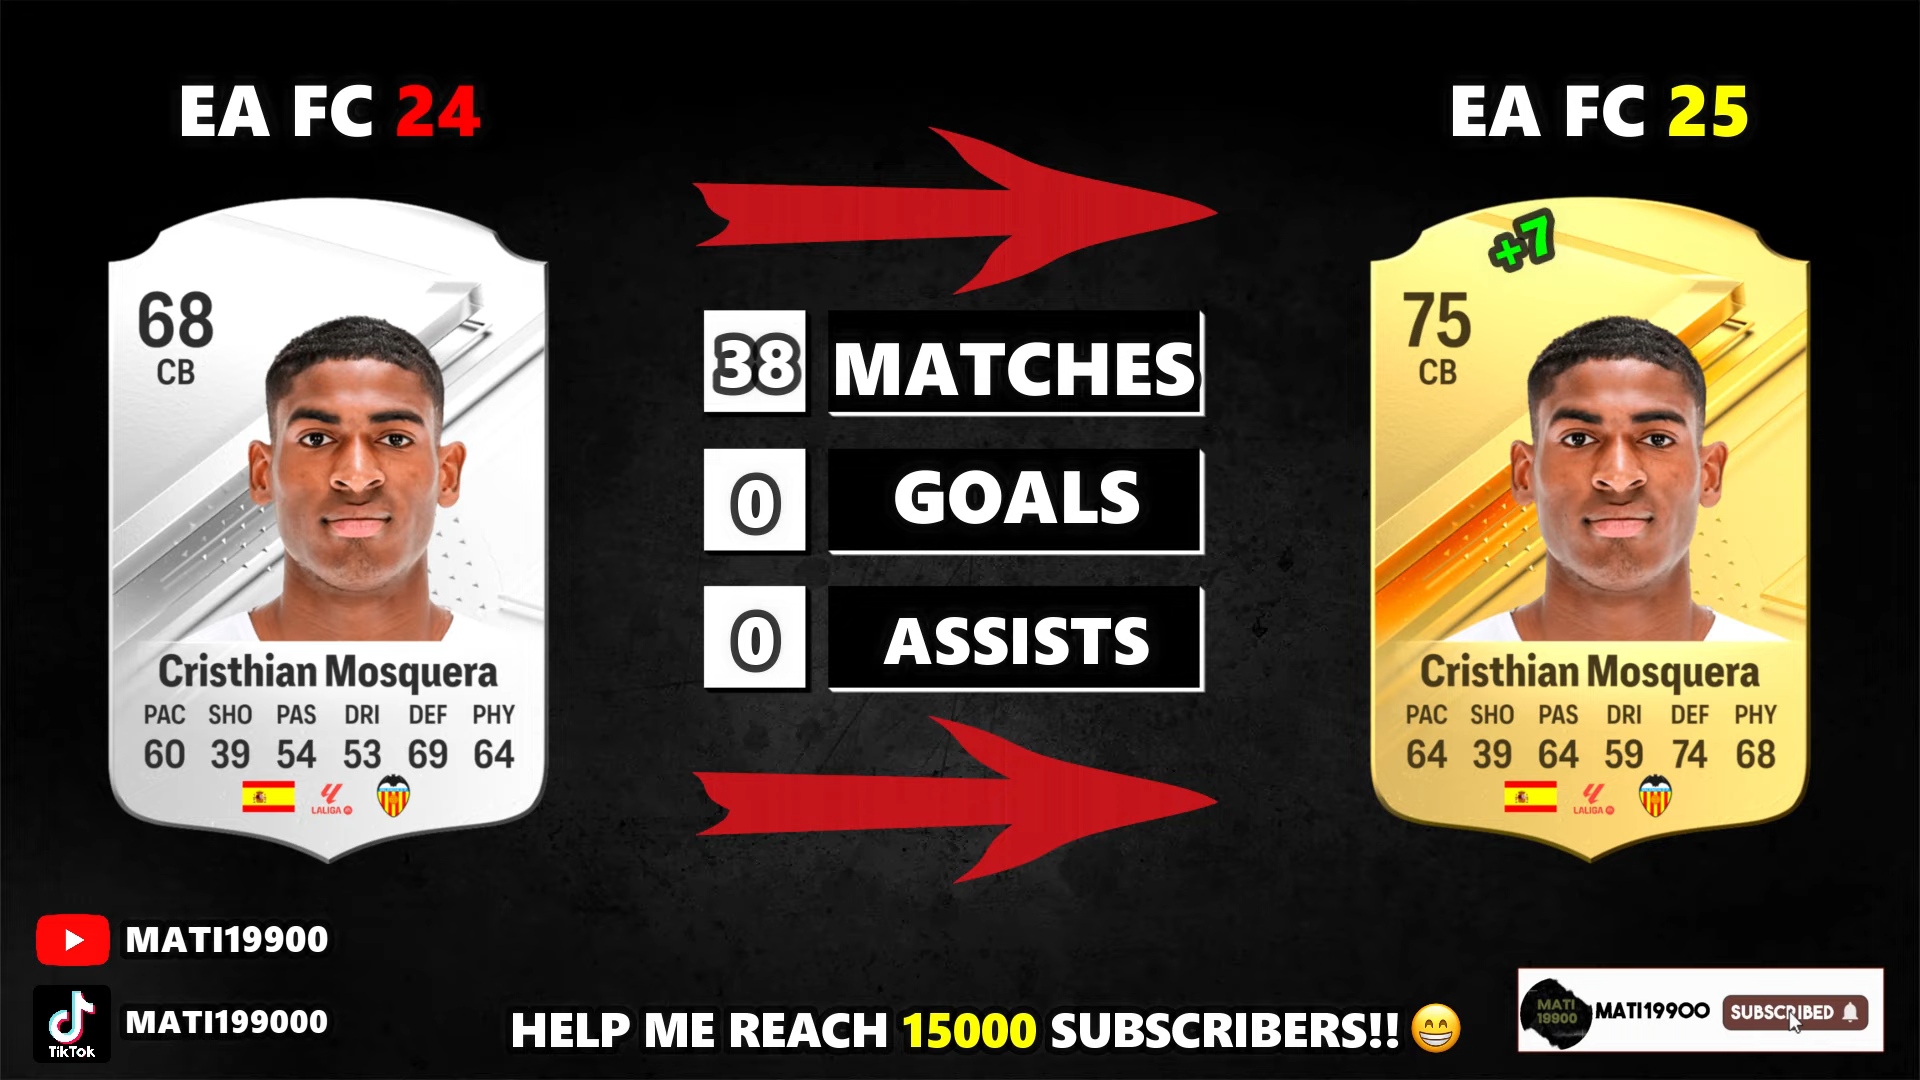 EA FC 24
EA FC 25
68
CB
Cristhian Mosquera
PAC SHO PAS DRI DEF PHY
60 39 54 53 69 64
LALIGA
38 MATCHES
0 GOALS
0 ASSISTS
+7
75
CB
Cristhian Mosquera
PAC SHO PAS DRI DEF PHY
64 39 64 59 74 68
LALIGA
MATI19900
TikTok
MATI199000
HELP ME REACH 15000 SUBSCRIBERS!!
MATI
19900
MATI19900
SUBSCRIBED